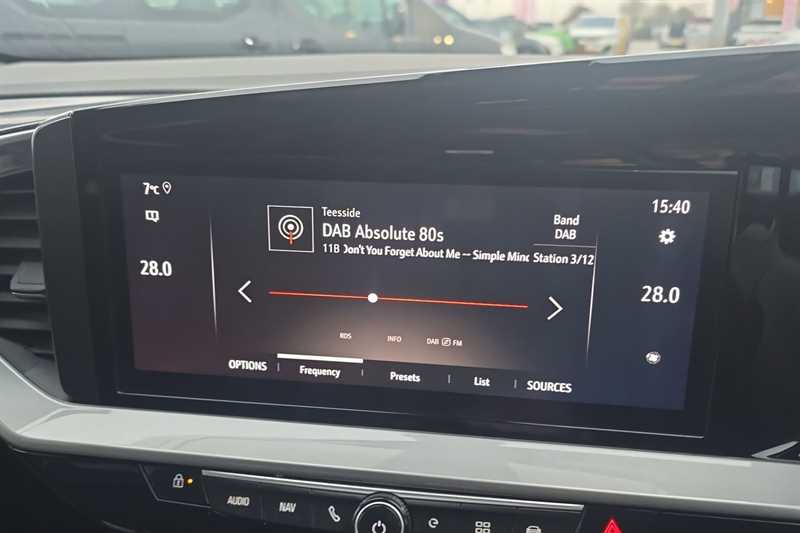 7°C
15:40
Teesside
DAB Absolute 80s
11B Don't You Forget About Me -- Simple Minc
Band
DAB
Station 3/12
28.0
28.0
RDS
INFO
DAB FM
OPTIONS
Frequency
Presets
List
SOURCES
AUDIO
NAV